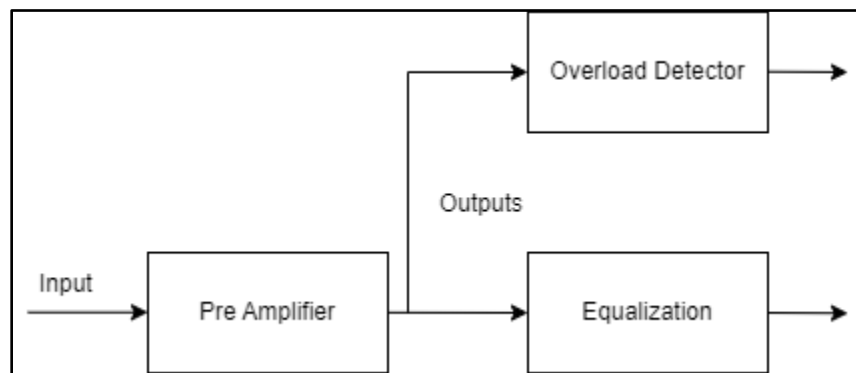 Overload Detector
Outputs
Input
Pre Amplifier
Equalization